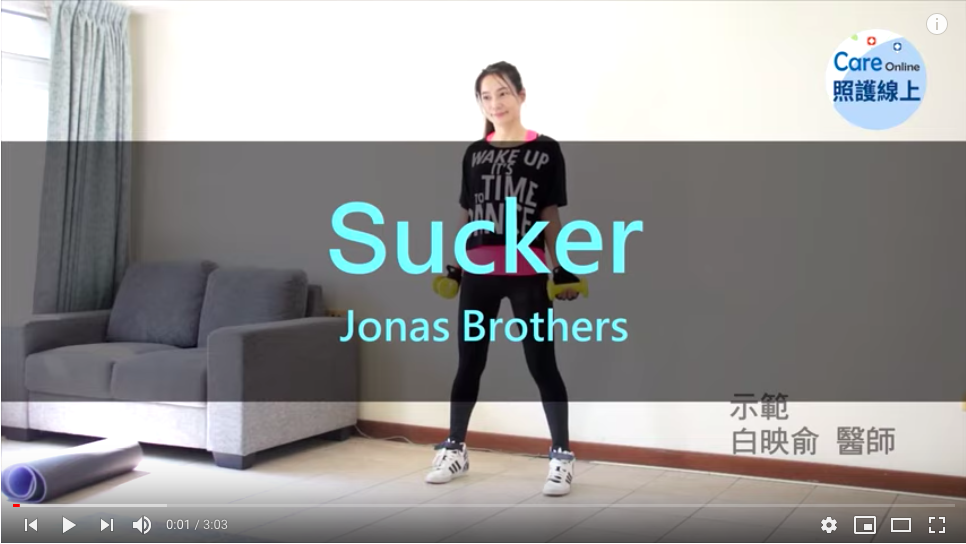 Care Online
照護線上
WAKE UP
IT'S
TO TIME
DANCE
Sucker
Jonas Brothers
示範
白映俞 醫師
0:01 / 3:03